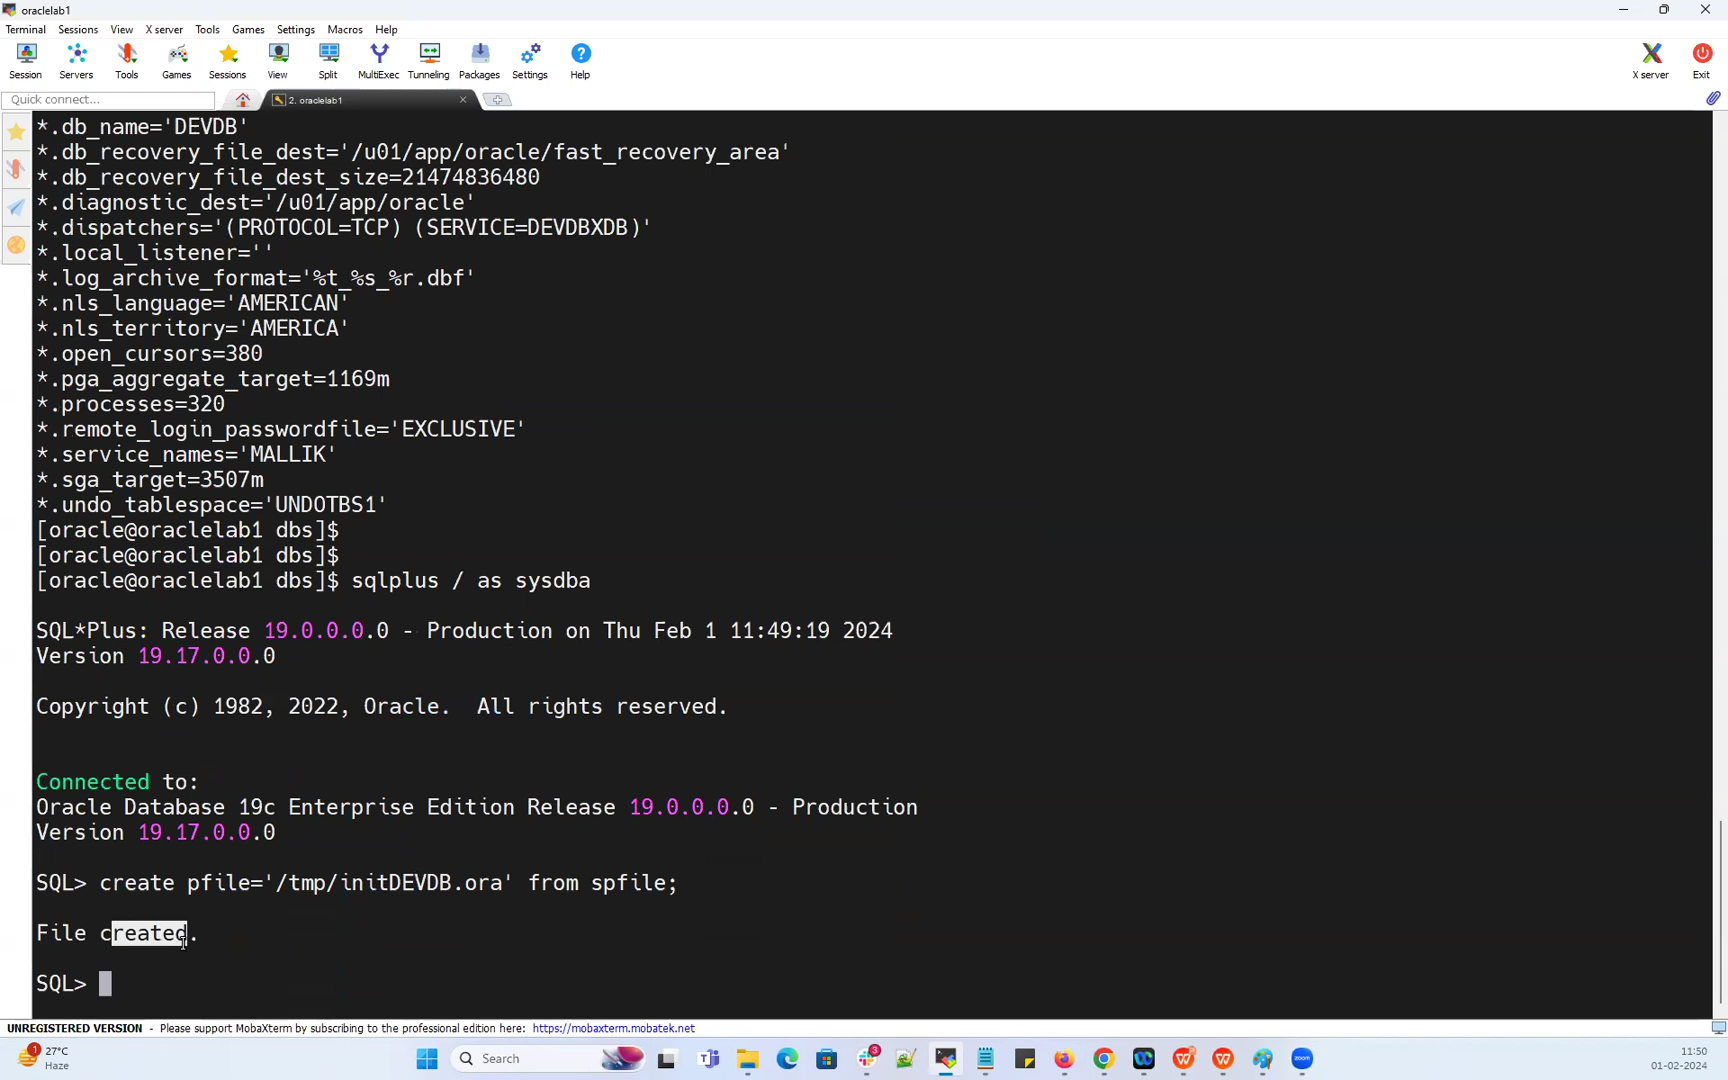 oraclelab1
Terminal Sessions View X server Tools Games Settings Macros Help
Session Servers Tools Games Sessions View Split MultiExec Tunneling Packages Settings Help X server Exit
Quick connect...
2. oraclelab1
*.db_name='DEVDB'
*.db_recovery_file_dest='/u01/app/oracle/fast_recovery_area'
*.db_recovery_file_dest_size=21474836480
*.diagnostic_dest='/u01/app/oracle'
*.dispatchers='(PROTOCOL=TCP) (SERVICE=DEVDBXDB)'
*.local_listener=''
*.log_archive_format='%t_%s_%r.dbf'
*.nls_language='AMERICAN'
*.nls_territory='AMERICA'
*.open_cursors=380
*.pga_aggregate_target=1169m
*.processes=320
*.remote_login_passwordfile='EXCLUSIVE'
*.service_names='MALLIK'
*.sga_target=3507m
*.undo_tablespace='UNDOTBS1'
[oracle@oraclelab1 dbs]$
[oracle@oraclelab1 dbs]$
[oracle@oraclelab1 dbs]$ sqlplus / as sysdba
SQL*Plus: Release 19.0.0.0.0 - Production on Thu Feb 1 11:49:19 2024
Version 19.17.0.0.0
Copyright (c) 1982, 2022, Oracle.  All rights reserved.
Connected to:
Oracle Database 19c Enterprise Edition Release 19.0.0.0.0 - Production
Version 19.17.0.0.0
SQL> create pfile='/tmp/initDEVDB.ora' from spfile;
File created.
SQL>
UNREGISTERED VERSION - Please support MobaXterm by subscribing to the professional edition here: https://mobaxterm.mobatek.net
1
27°C
Haze
Search
3
zoom
11:50
01-02-2024